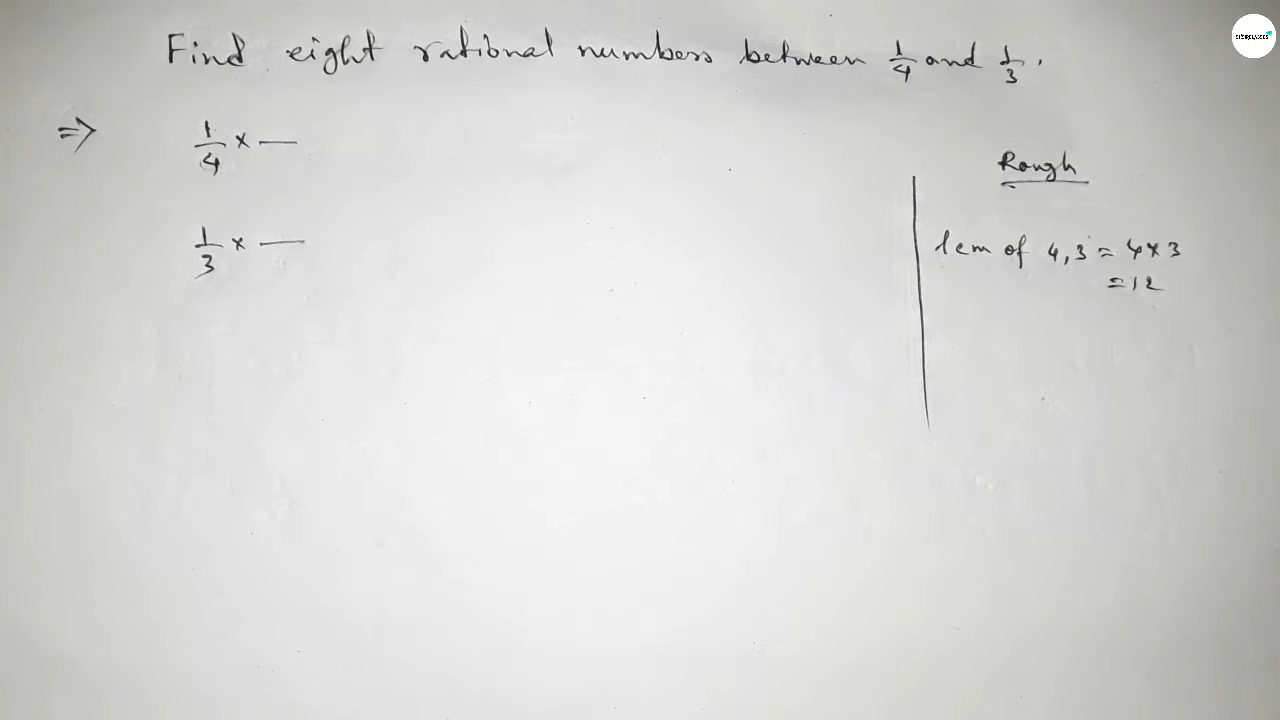 Find eight rational numbers between 1/4 and 1/3 .
⇒ 1/4 × —
Rough
1/3 × —
lcm of 4,3 = 4×3
= 12